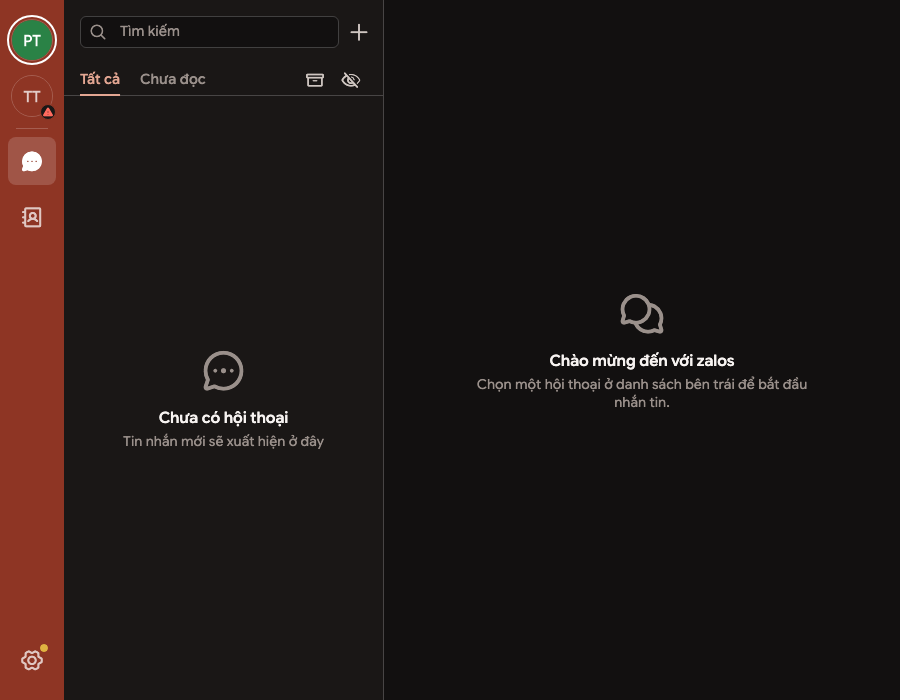 PT
Tìm kiếm
TT
Tất cả
Chưa đọc
Chưa có hội thoại
Tin nhắn mới sẽ xuất hiện ở đây
Chào mừng đến với zalos
Chọn một hội thoại ở danh sách bên trái để bắt đầu
nhắn tin.